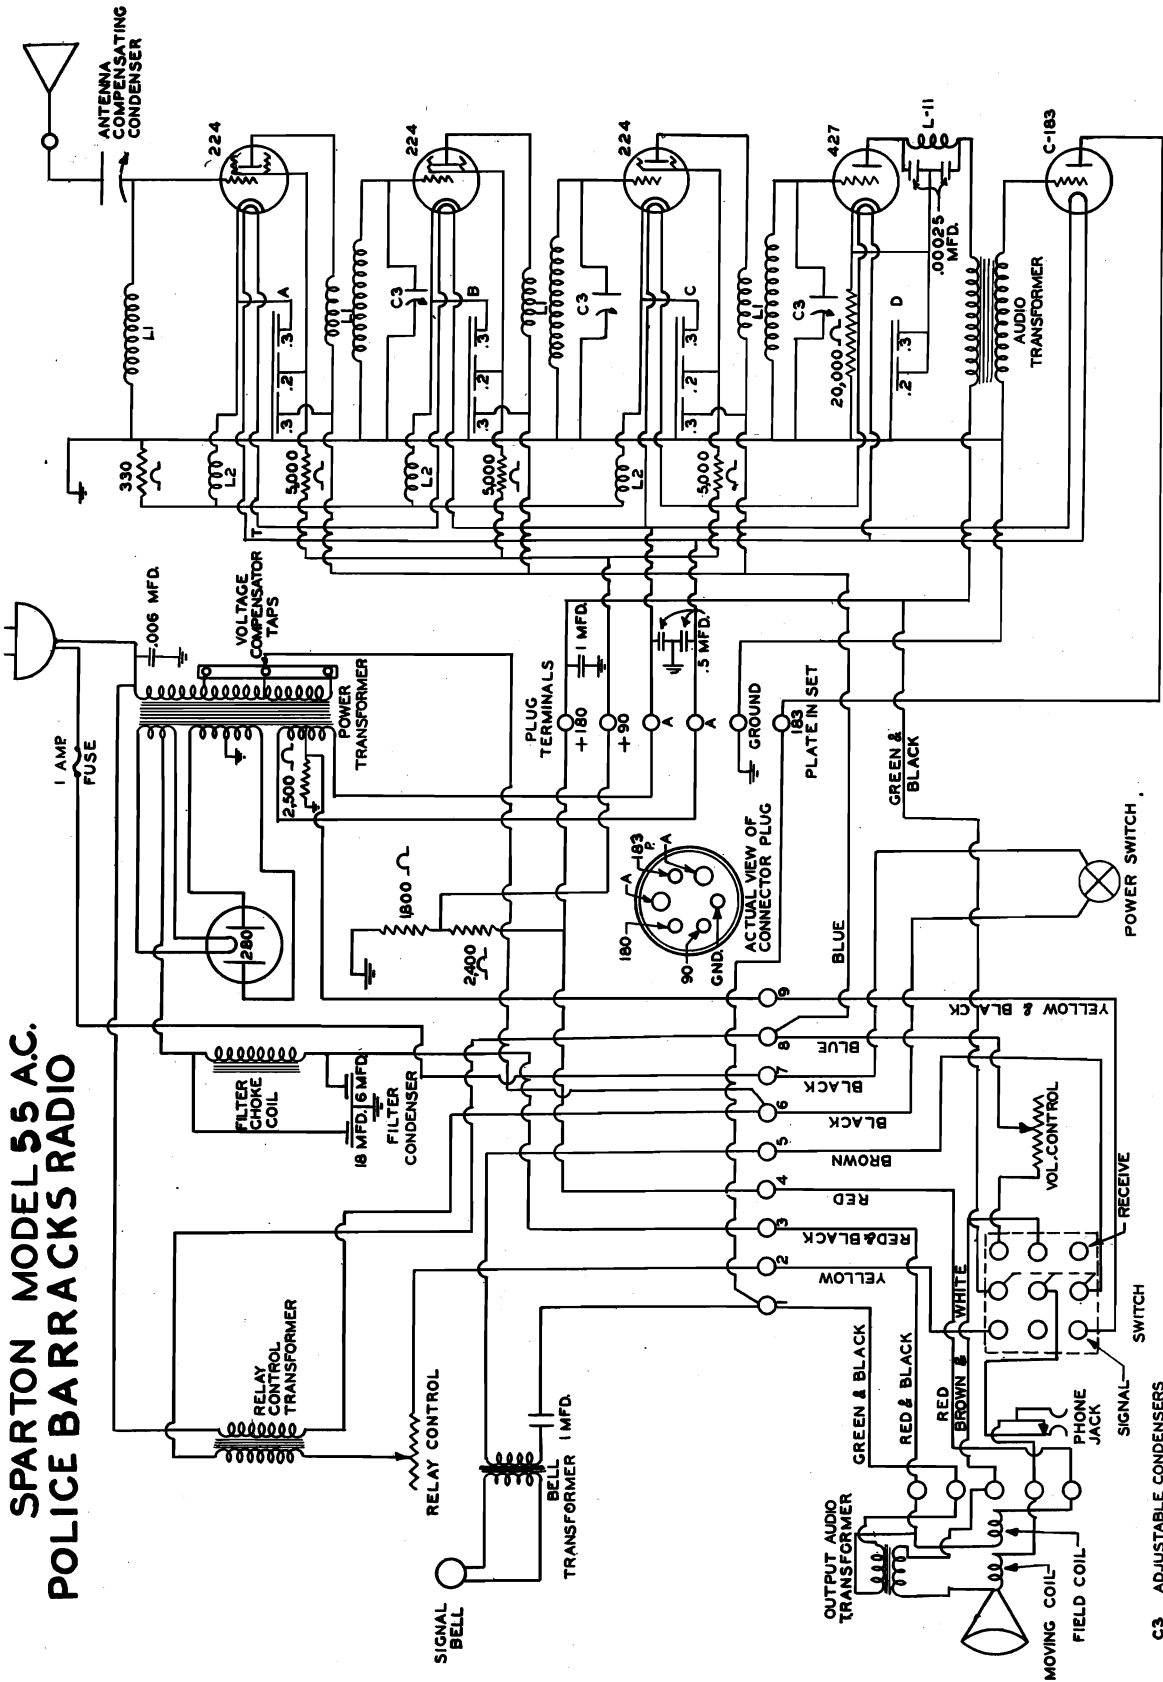 SPARTON MODEL 55 A.C.
POLICE BARRACKS RADIO
ANTENNA
COMPENSATING
CONDENSER
224
224
224
427
C-183
L-11
.00025
MFD.
L1
L1
L1
L1
A
B
C
D
C3
C3
C3
.3
.2
.3
.3
.2
.3
.3
.2
.3
.2
.3
20,000
AUDIO
TRANSFORMER
330
L2
L2
L2
5,000
5,000
5,000
1 AMP.
FUSE
.006 MFD.
VOLTAGE
COMPENSATOR
TAPS
T
POWER
TRANSFORMER
2,500
PLUG
TERMINALS
+180
+90
A
A
GROUND
183
PLATE IN SET
1 MFD.
.5 MFD.
GREEN &
BLACK
280
1,800
2,400
ACTUAL VIEW OF
CONNECTOR PLUG
180
A
183
P.
A
90
GND.
BLUE
POWER SWITCH
FILTER
CHOKE
COIL
18 MFD.
6 MFD.
FILTER
CONDENSER
9
8
7
6
5
4
3
2
1
YELLOW & BLACK
BLUE
BLACK
BLACK
BROWN
RED
RED&BLACK
YELLOW
VOL.CONTROL
RECEIVE
SWITCH
SIGNAL
RELAY
CONTROL
TRANSFORMER
RELAY CONTROL
BELL
TRANSFORMER
1 MFD.
SIGNAL
BELL
GREEN & BLACK
RED & BLACK
RED
BROWN & WHITE
PHONE
JACK
OUTPUT AUDIO
TRANSFORMER
MOVING COIL
FIELD COIL
C3 ADJUSTABLE CONDENSERS